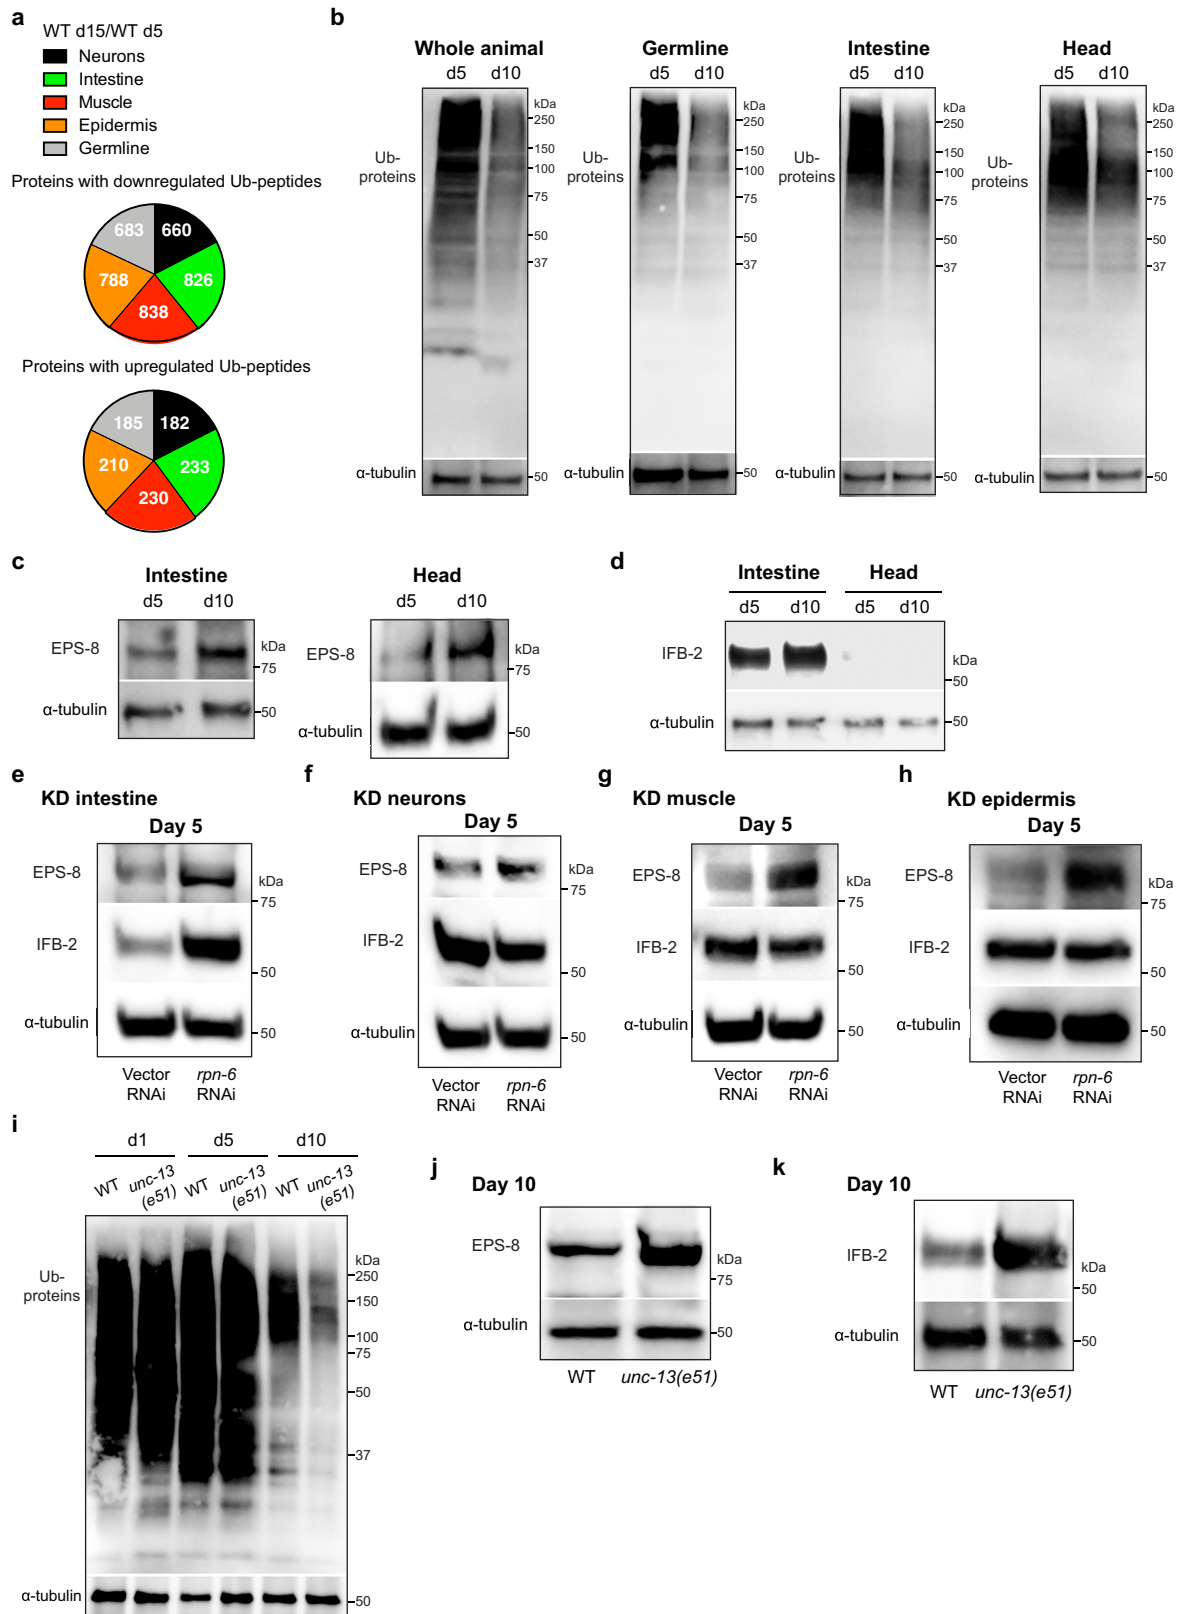 a
WT d15/WT d5
Neurons
Intestine
Muscle
Epidermis
Germline
Proteins with downregulated Ub-peptides
683 660
788 826
838
Proteins with upregulated Ub-peptides
185 182
210 233
230
b
Whole animal Germline Intestine Head
d5 d10 d5 d10 d5 d10 d5 d10
Ub-proteins
kDa
250
150
100
75
50
37
α-tubulin
50
Ub-proteins
kDa
250
150
100
75
50
37
α-tubulin
50
Ub-proteins
kDa
250
150
100
75
50
37
α-tubulin
50
Ub-proteins
kDa
250
150
100
75
50
37
α-tubulin
50
c
Intestine
d5 d10
EPS-8
kDa
75
α-tubulin
50
Head
d5 d10
EPS-8
kDa
75
α-tubulin
50
d
Intestine Head
d5 d10 d5 d10
IFB-2
kDa
50
α-tubulin
50
e
KD intestine
Day 5
EPS-8
kDa
75
IFB-2
50
α-tubulin
50
Vector RNAi
rpn-6 RNAi
f
KD neurons
Day 5
EPS-8
kDa
75
IFB-2
50
α-tubulin
50
Vector RNAi
rpn-6 RNAi
g
KD muscle
Day 5
EPS-8
kDa
75
IFB-2
50
α-tubulin
50
Vector RNAi
rpn-6 RNAi
h
KD epidermis
Day 5
EPS-8
kDa
75
IFB-2
50
α-tubulin
50
Vector RNAi
rpn-6 RNAi
i
d1 d5 d10
WT unc-13 (e51) WT unc-13 (e51) WT unc-13 (e51)
Ub-proteins
kDa
250
150
100
75
50
37
α-tubulin
50
j
Day 10
EPS-8
kDa
75
α-tubulin
50
WT unc-13(e51)
k
Day 10
IFB-2
kDa
50
α-tubulin
50
WT unc-13(e51)